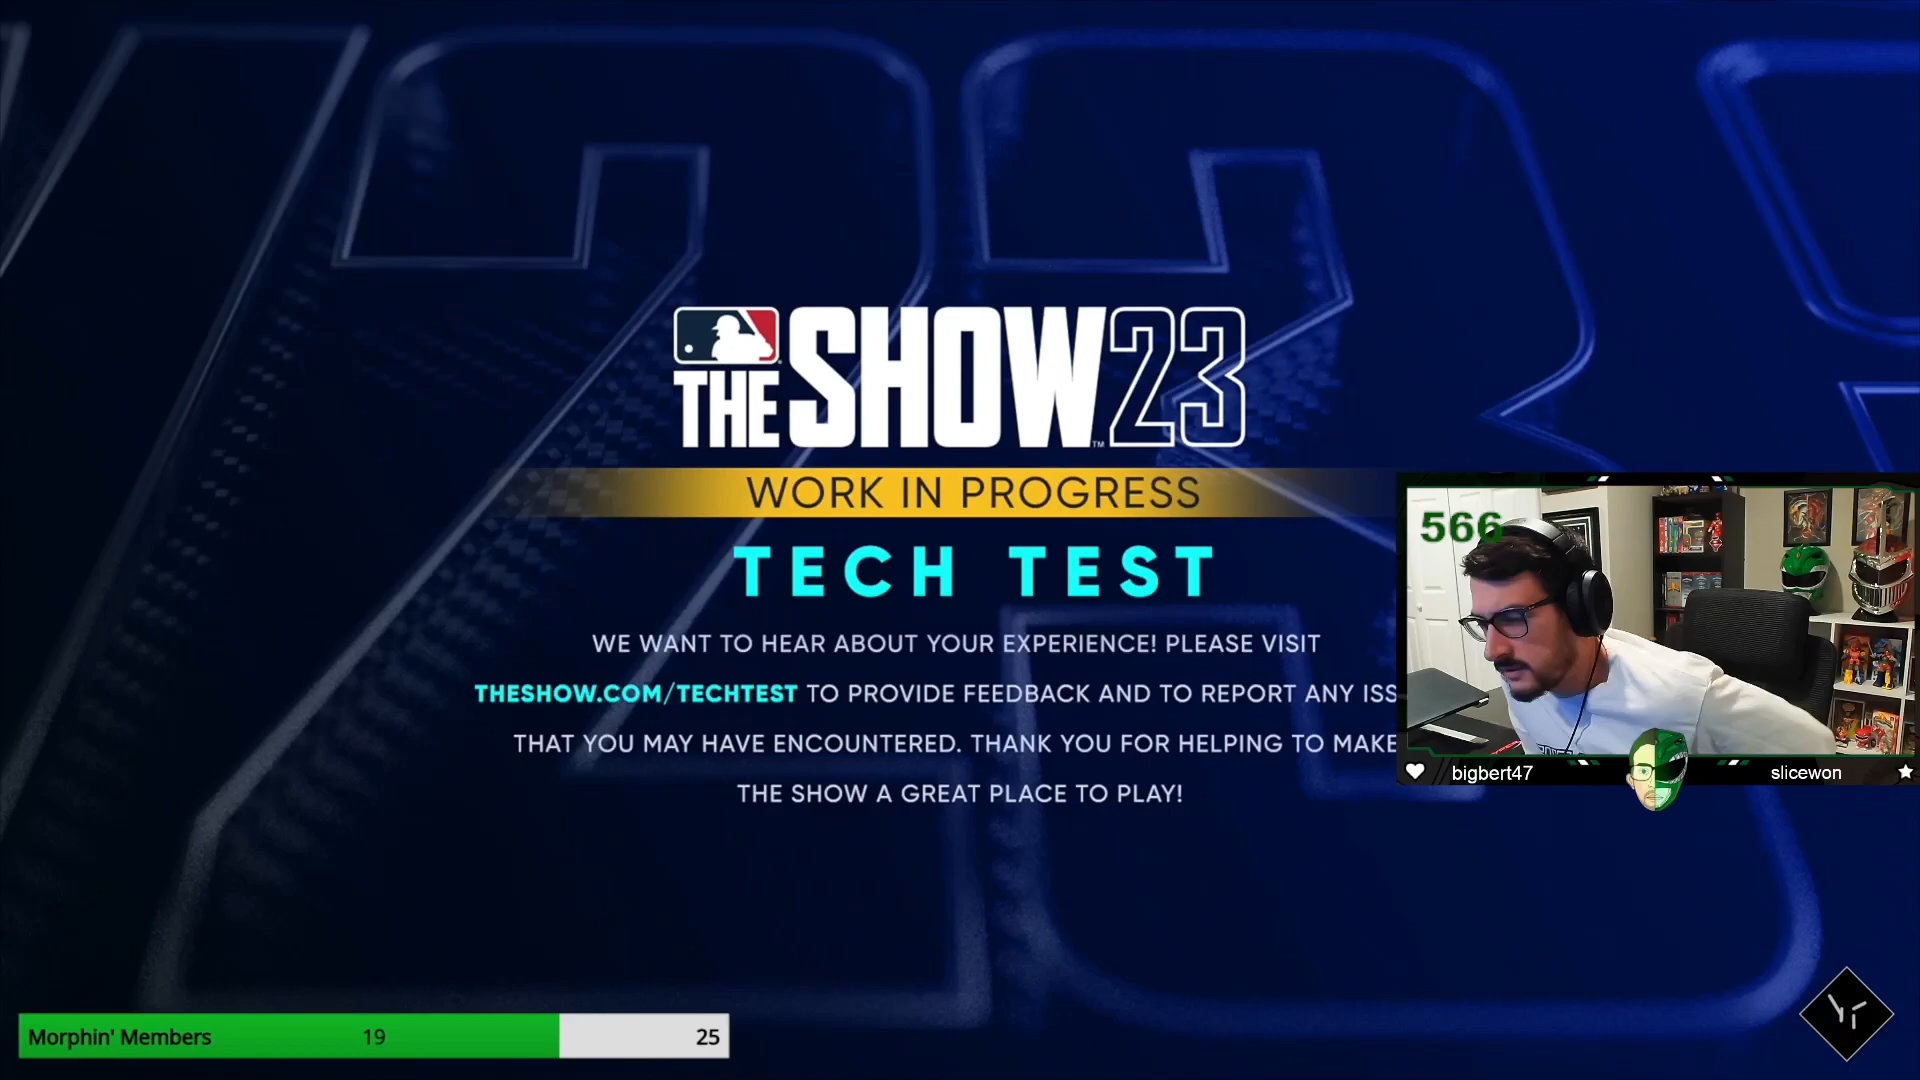 THE SHOW 23
WORK IN PROGRESS
TECH TEST
WE WANT TO HEAR ABOUT YOUR EXPERIENCE! PLEASE VISIT
THESHOW.COM/TECHTEST TO PROVIDE FEEDBACK AND TO REPORT ANY ISS
THAT YOU MAY HAVE ENCOUNTERED. THANK YOU FOR HELPING TO MAKE
THE SHOW A GREAT PLACE TO PLAY!
566
bigbert47
slicewon
Morphin' Members 19 25